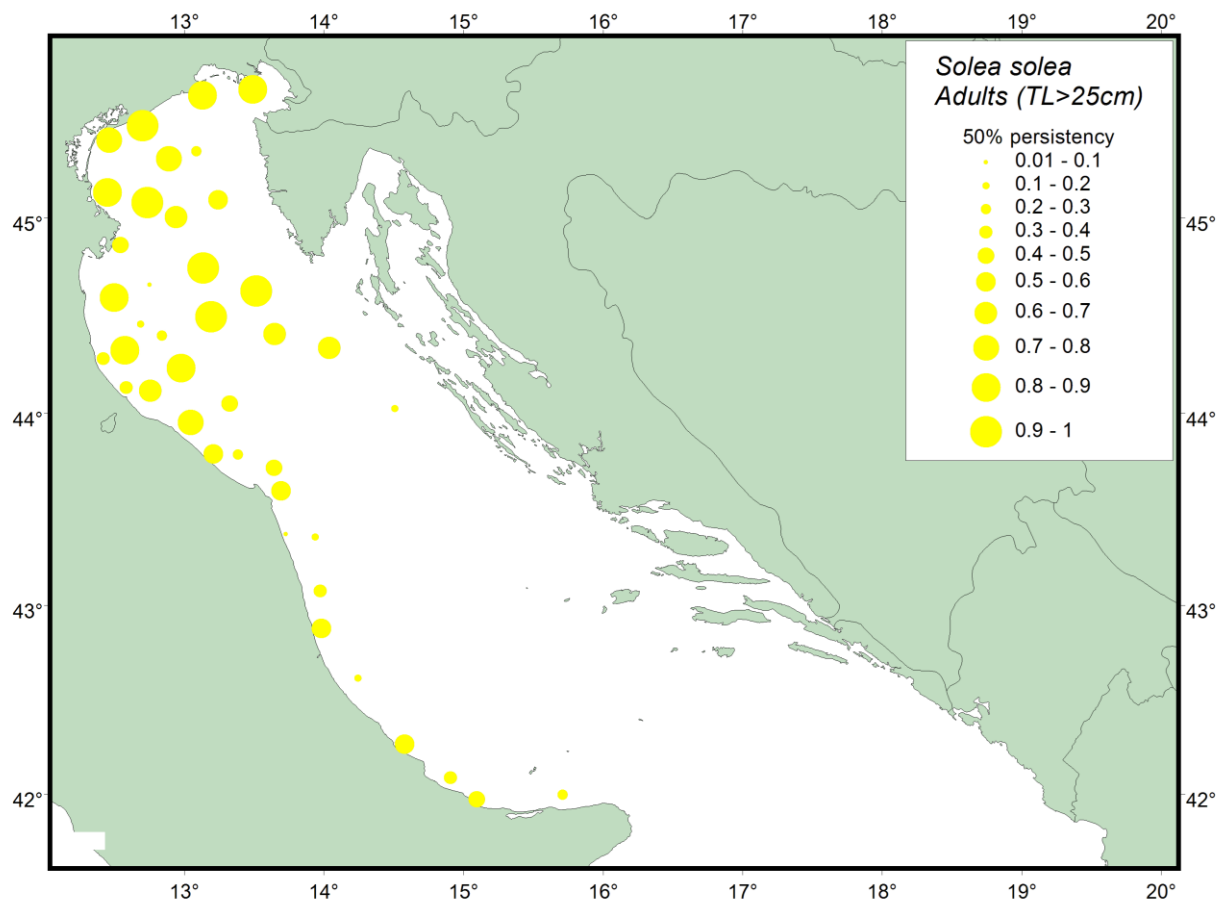 13° 14° 15° 16° 17° 18° 19° 20°
Solea solea
Adults (TL>25cm)
50% persistency
0.01 - 0.1
0.1 - 0.2
0.2 - 0.3
0.3 - 0.4
0.4 - 0.5
0.5 - 0.6
0.6 - 0.7
0.7 - 0.8
0.8 - 0.9
0.9 - 1
45° 45°
44° 44°
43° 43°
42° 42°
13° 14° 15° 16° 17° 18° 19° 20°